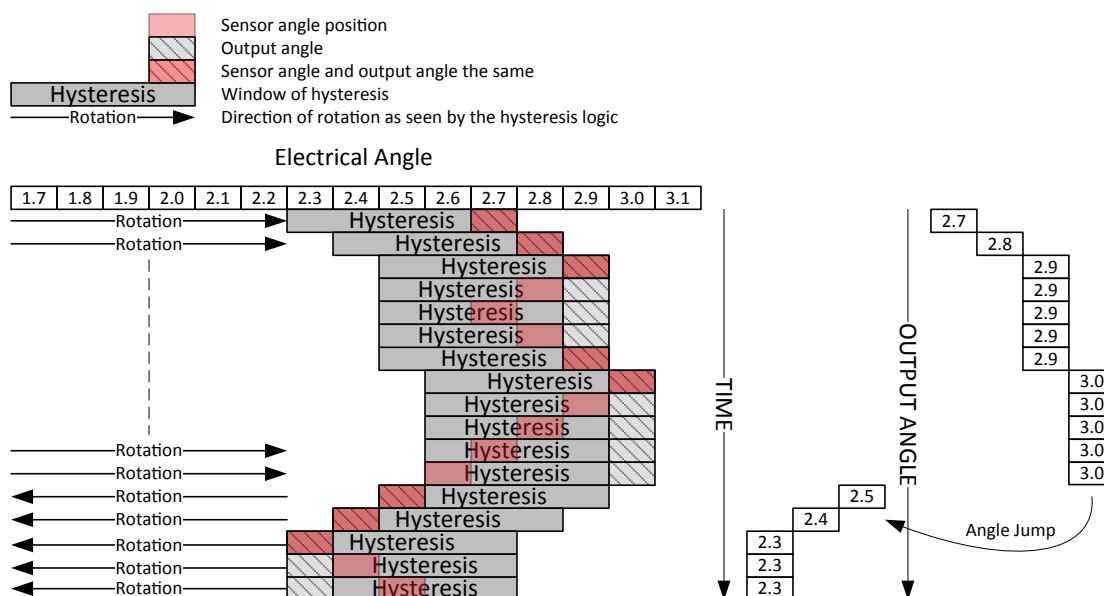 Sensor angle position
Output angle
Sensor angle and output angle the same
Hysteresis Window of hysteresis
Rotation Direction of rotation as seen by the hysteresis logic
Electrical Angle
1.7 1.8 1.9 2.0 2.1 2.2 2.3 2.4 2.5 2.6 2.7 2.8 2.9 3.0 3.1
Rotation Hysteresis 2.7
Rotation Hysteresis 2.8
Hysteresis 2.9
Hysteresis 2.9
Hysteresis 2.9
Hysteresis 2.9
Hysteresis 2.9
Hysteresis 3.0
Hysteresis 3.0
Hysteresis 3.0
Rotation Hysteresis 3.0
Rotation Hysteresis 3.0
Rotation Hysteresis 2.5
Rotation Hysteresis 2.4
Rotation Hysteresis 2.3
Rotation Hysteresis 2.3
Rotation Hysteresis 2.3
TIME
OUTPUT ANGLE
Angle Jump